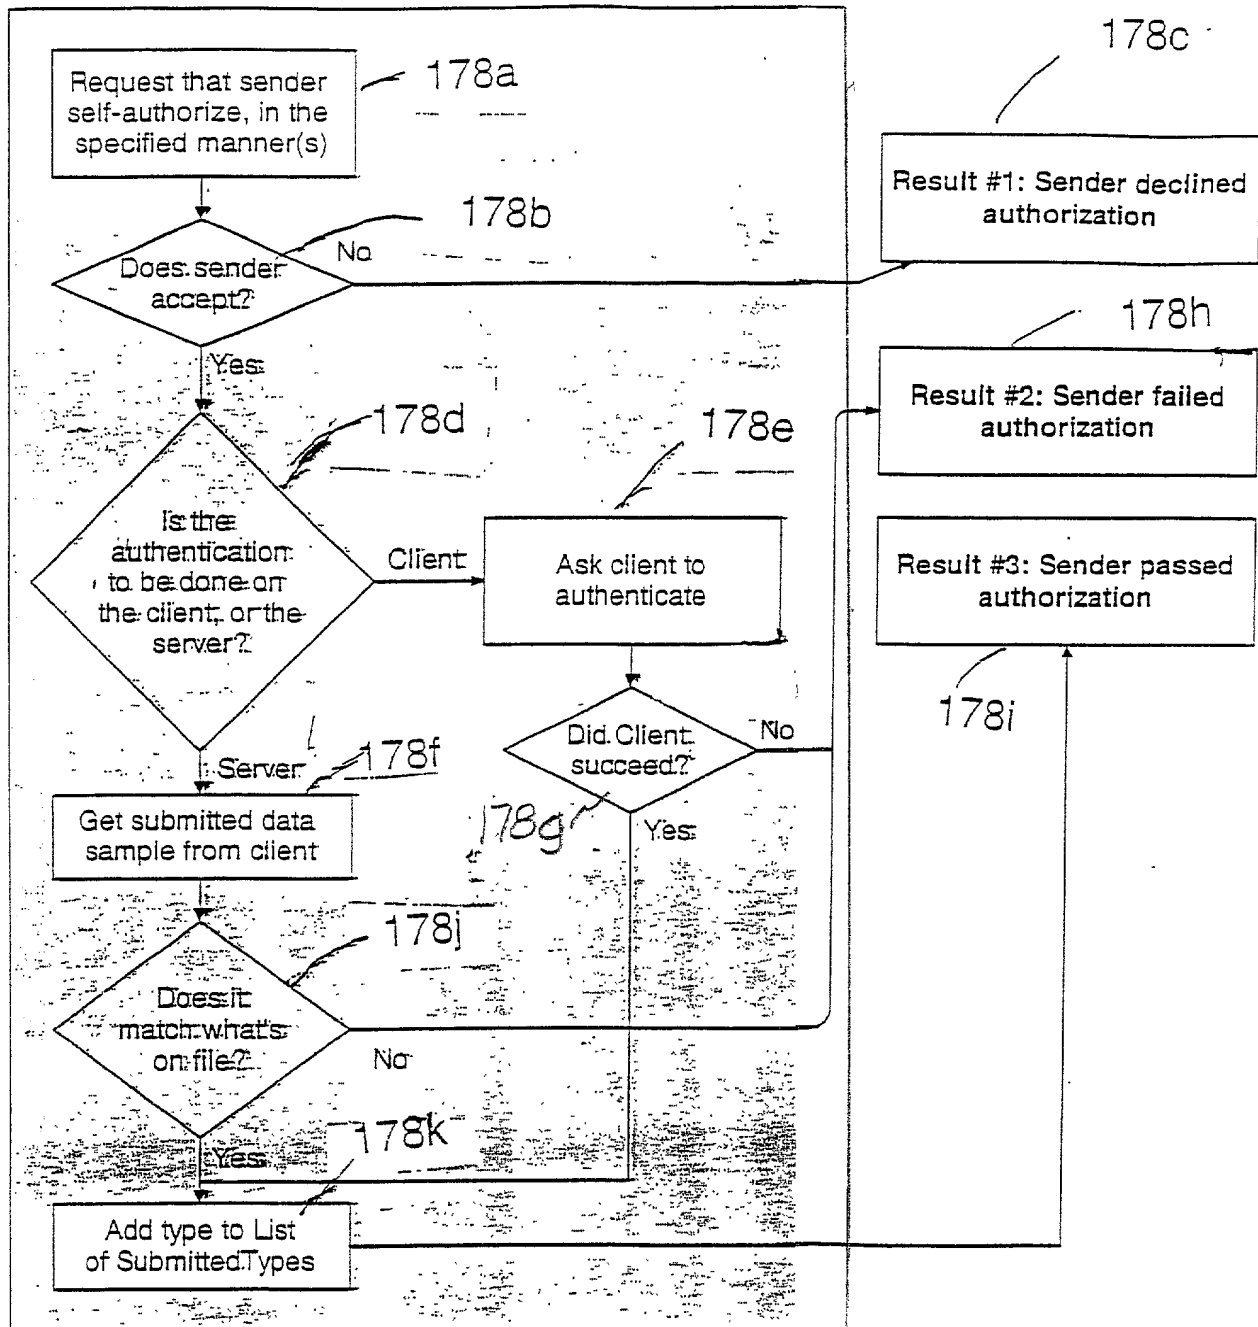 178c
Request that sender
self-authorize, in the
specified manner(s)
178a
Result #1: Sender declined
authorization
178b
No
Does sender
accept?
178h
Yes
Result #2: Sender failed
authorization
178d
178e
Is the
authentication
to be done on
the client, or the
server?
Client
Ask client to
authenticate
Result #3: Sender passed
authorization
178i
Did Client
succeed?
No
Server
178f
178g
Yes
Get submitted data
sample from client
178j
Does it
match what's
on file?
No
178k
Yes
Add type to List
of Submitted Types